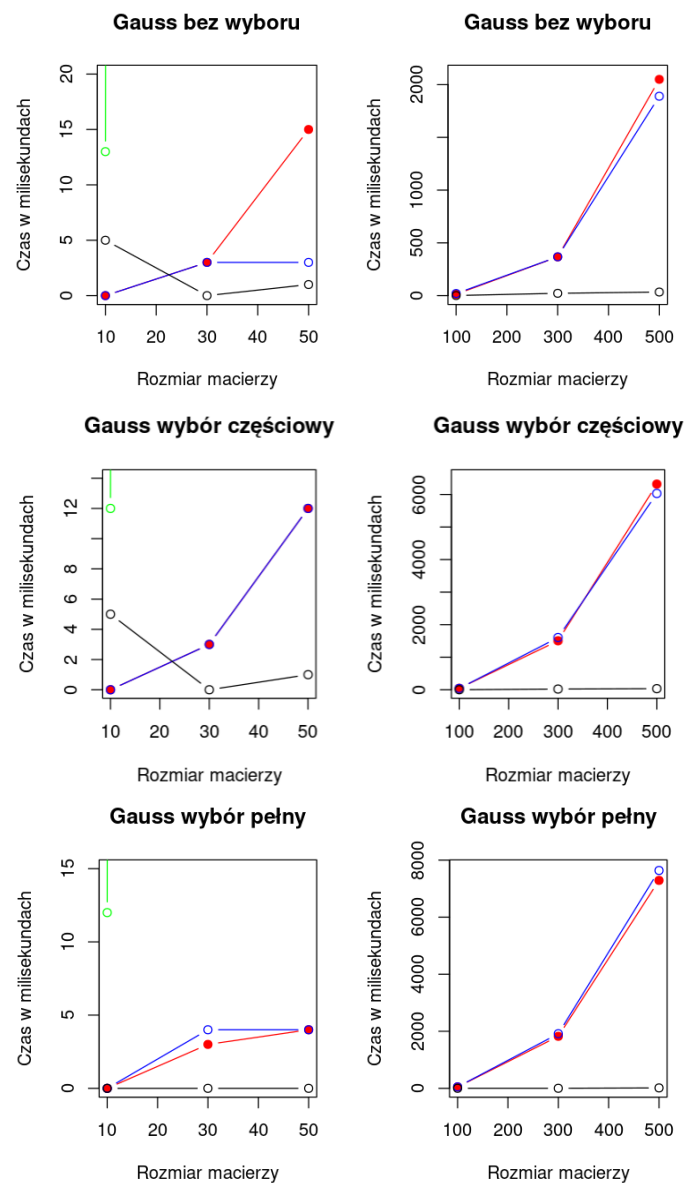 Gauss bez wyboru
Czas w milisekundach
20
15
10
5
0
10 20 30 40 50
Rozmiar macierzy
Gauss bez wyboru
Czas w milisekundach
2000
1000
500
0
100 200 300 400 500
Rozmiar macierzy
Gauss wybór częściowy
Czas w milisekundach
12
8
6
4
2
0
10 20 30 40 50
Rozmiar macierzy
Gauss wybór częściowy
Czas w milisekundach
6000
4000
2000
0
100 200 300 400 500
Rozmiar macierzy
Gauss wybór pełny
Czas w milisekundach
15
10
5
0
10 20 30 40 50
Rozmiar macierzy
Gauss wybór pełny
Czas w milisekundach
8000
6000
4000
2000
0
100 200 300 400 500
Rozmiar macierzy